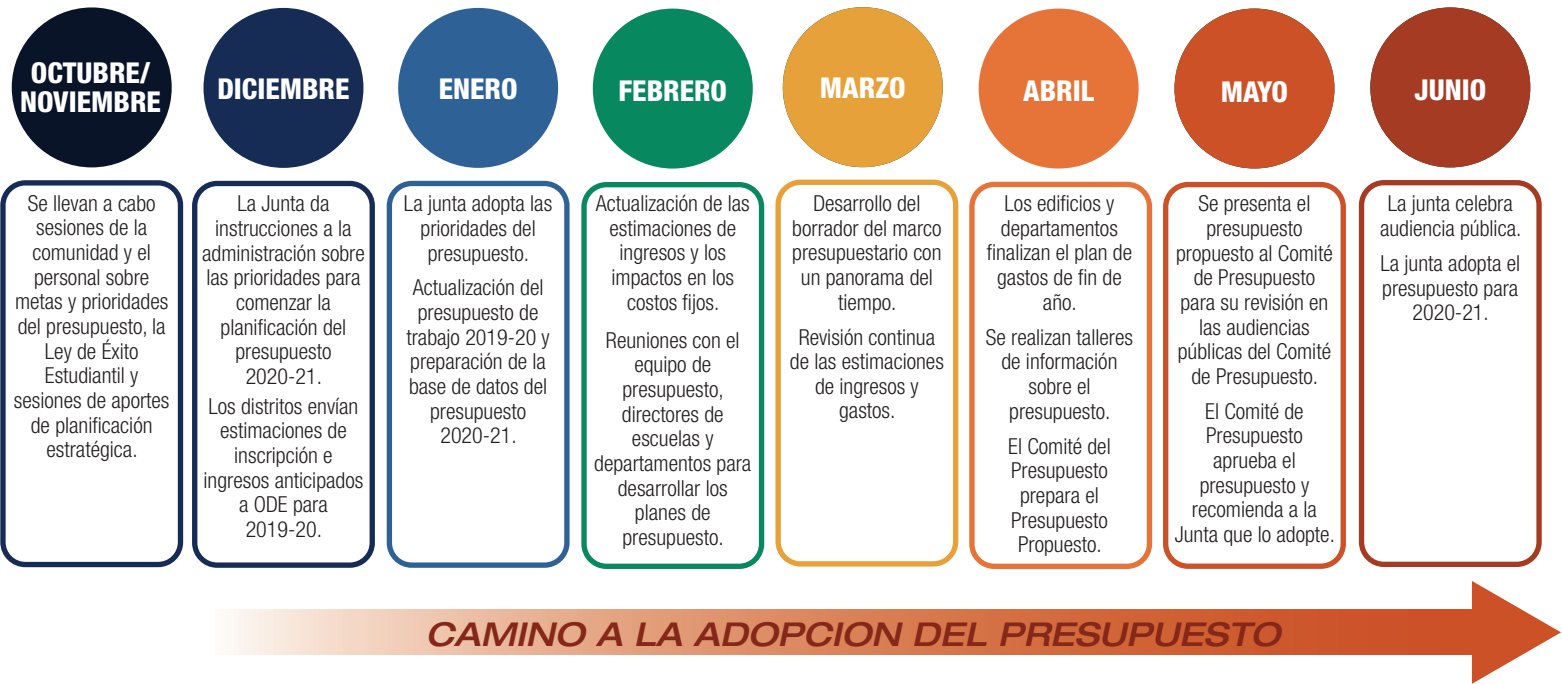 OCTUBRE/
NOVIEMBRE
Se llevan a cabo
sesiones de la
comunidad y el
personal sobre
metas y prioridades
del presupuesto, la
Ley de Éxito
Estudiantil y
sesiones de aportes
de planificación
estratégica.
DICIEMBRE
La Junta da
instrucciones a la
administración sobre
las prioridades para
comenzar la
planificación del
presupuesto
2020-21.
Los distritos envían
estimaciones de
inscripción e
ingresos anticipados
a ODE para
2019-20.
ENERO
La junta adopta las
prioridades del
presupuesto.
Actualización del
presupuesto de
trabajo 2019-20 y
preparación de la
base de datos del
presupuesto
2020-21.
FEBRERO
Actualización de las
estimaciones de
ingresos y los
impactos en los
costos fijos.
Reuniones con el
equipo de
presupuesto,
directores de
escuelas y
departamentos para
desarrollar los
planes de
presupuesto.
MARZO
Desarrollo del
borrador del marco
presupuestario con
un panorama del
tiempo.
Revisión continua
de las estimaciones
de ingresos y
gastos.
ABRIL
Los edificios y
departamentos
finalizan el plan de
gastos de fin de
año.
Se realizan talleres
de información
sobre el
presupuesto.
El Comité del
Presupuesto
prepara el
Presupuesto
Propuesto.
MAYO
Se presenta el
presupuesto
propuesto al Comité
de Presupuesto
para su revisión en
las audiencias
públicas del Comité
de Presupuesto.
El Comité de
Presupuesto
aprueba el
presupuesto y
recomienda a la
Junta que lo adopte.
JUNIO
La junta celebra
audiencia pública.
La junta adopta el
presupuesto para
2020-21.
CAMINO A LA ADOPCION DEL PRESUPUESTO